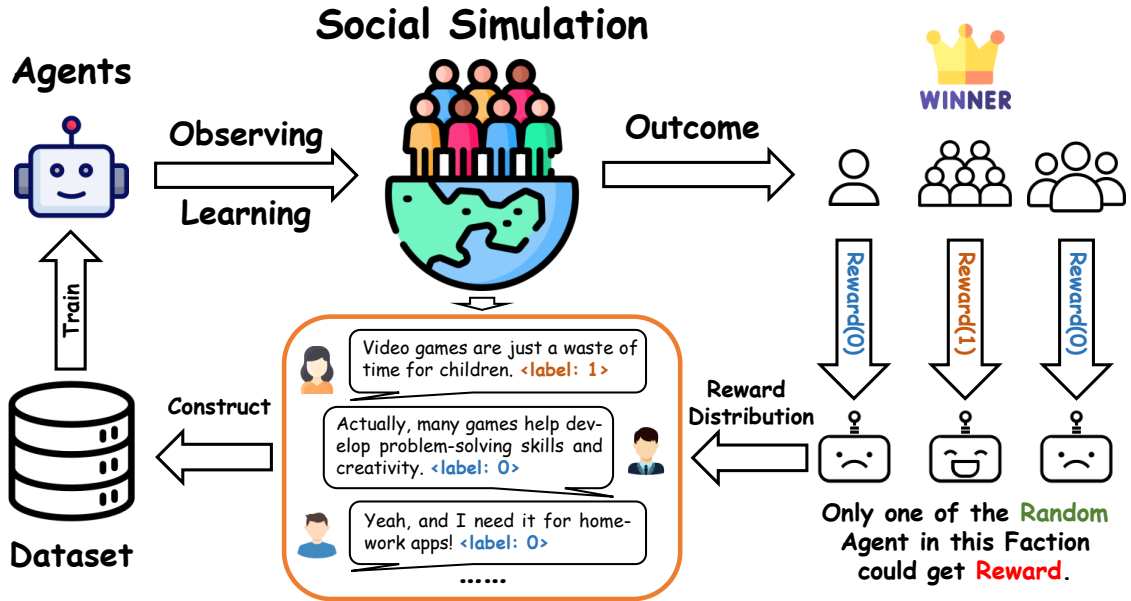 Social Simulation
Agents
WINNER
Observing
Learning
Outcome
Reward(0)
Reward(1)
Reward(0)
Train
Video games are just a waste of
time for children. <label: 1>
Actually, many games help dev-
elop problem-solving skills and
creativity. <label: 0>
Yeah, and I need it for home-
work apps! <label: 0>
......
Reward
Distribution
Construct
Dataset
Only one of the Random
Agent in this Faction
could get Reward.